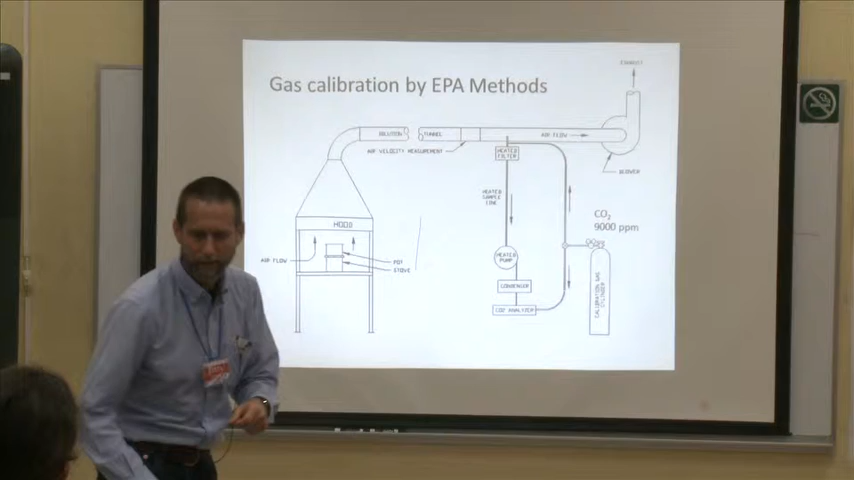 Gas calibration by EPA Methods
EXHAUST
DILUTION
TUNNEL
AIR FLOW
AIR VELOCITY MEASUREMENT
HEATED
FILTER
BLOWER
HEATED
SAMPLE
LINE
CO2
9000 ppm
HOOD
AIR FLOW
POT
STOVE
HEATED
PUMP
CONDENSER
CO2 ANALYZER
CALIBRATION GAS
CYLINDER